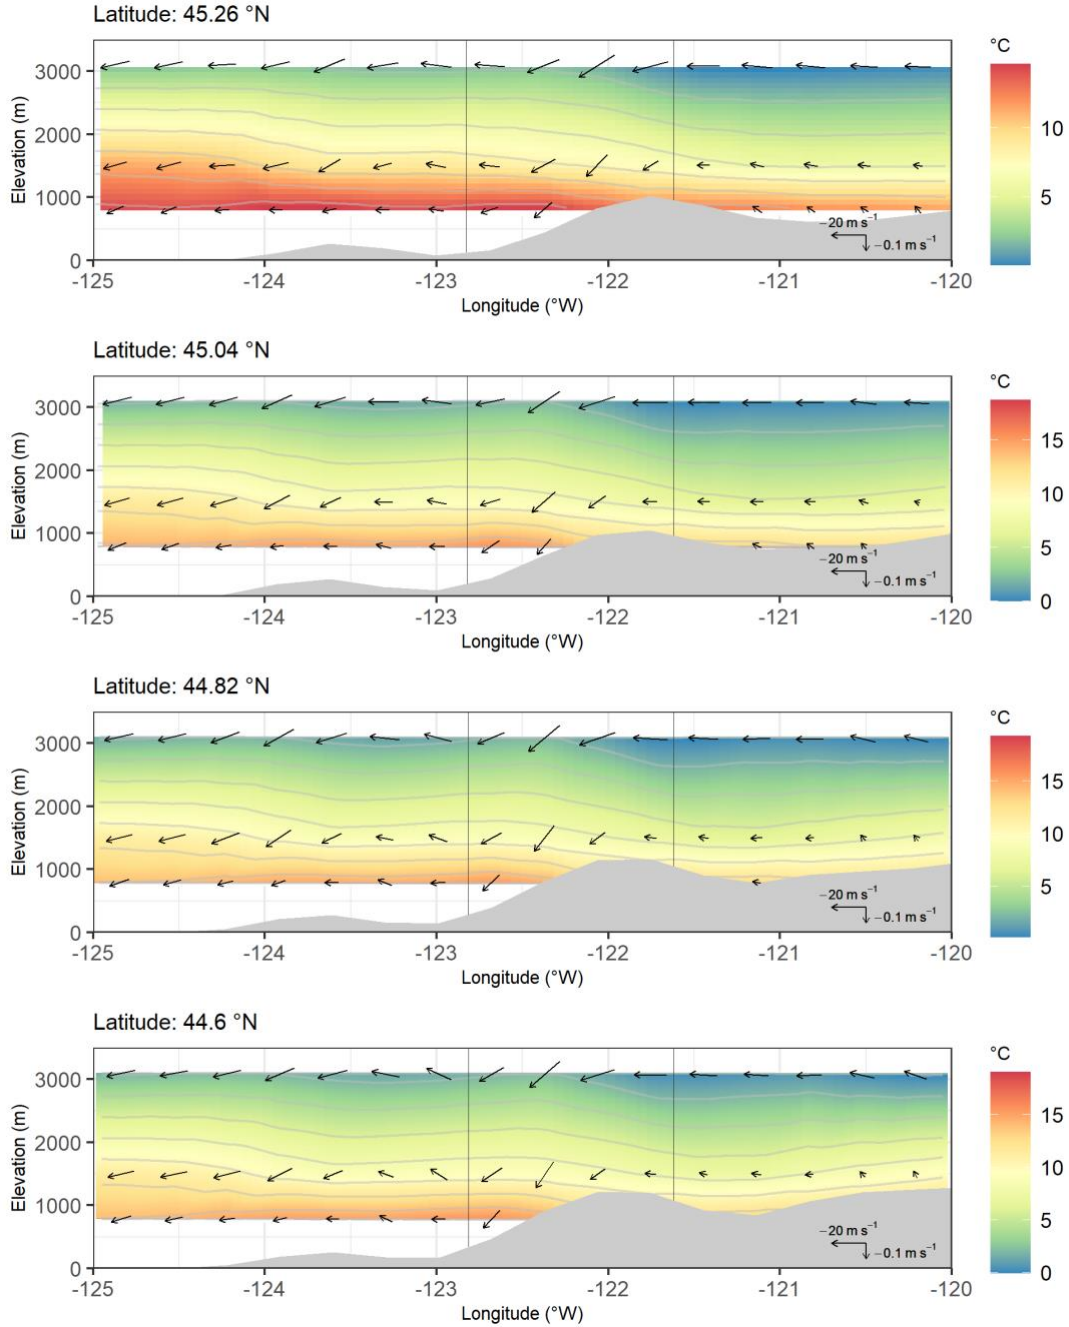 Latitude: 45.26 °N
°C
3000
2000
1000
0
Elevation (m)
10
5
−20 m s⁻¹
−0.1 m s⁻¹
-125
-124
-123
-122
-121
-120
Longitude (°W)
Latitude: 45.04 °N
°C
3000
2000
1000
0
Elevation (m)
15
10
5
0
−20 m s⁻¹
−0.1 m s⁻¹
-125
-124
-123
-122
-121
-120
Longitude (°W)
Latitude: 44.82 °N
°C
3000
2000
1000
0
Elevation (m)
15
10
5
−20 m s⁻¹
−0.1 m s⁻¹
-125
-124
-123
-122
-121
-120
Longitude (°W)
Latitude: 44.6 °N
°C
3000
2000
1000
0
Elevation (m)
15
10
5
0
−20 m s⁻¹
−0.1 m s⁻¹
-125
-124
-123
-122
-121
-120
Longitude (°W)